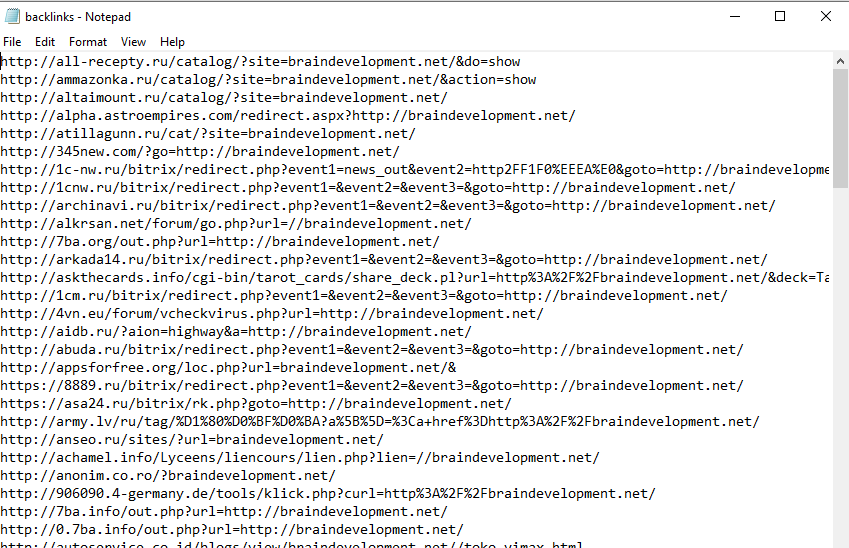 backlinks - Notepad
File Edit Format View Help
http://all-recepty.ru/catalog/?site=braindevelopment.net/&do=show
http://ammazonka.ru/catalog/?site=braindevelopment.net/&action=show
http://altaimount.ru/catalog/?site=braindevelopment.net/
http://alpha.astroempires.com/redirect.aspx?http://braindevelopment.net/
http://atillagunn.ru/cat/?site=braindevelopment.net/
http://345new.com/?go=http://braindevelopment.net/
http://1c-nw.ru/bitrix/redirect.php?event1=news_out&event2=http2FF1F0%EEEA%E0&goto=http://braindevelopme
http://1cnw.ru/bitrix/redirect.php?event1=&event2=&event3=&goto=http://braindevelopment.net/
http://archinavi.ru/bitrix/redirect.php?event1=&event2=&event3=&goto=http://braindevelopment.net/
http://alkrsan.net/forum/go.php?url=//braindevelopment.net/
http://7ba.org/out.php?url=http://braindevelopment.net/
http://arkada14.ru/bitrix/redirect.php?event1=&event2=&event3=&goto=http://braindevelopment.net/
http://askthecards.info/cgi-bin/tarot_cards/share_deck.pl?url=http%3A%2F%2Fbraindevelopment.net/&deck=Ta
http://1cm.ru/bitrix/redirect.php?event1=&event2=&event3=&goto=http://braindevelopment.net/
http://4vn.eu/forum/vcheckvirus.php?url=http://braindevelopment.net/
http://aidb.ru/?aion=highway&a=http://braindevelopment.net/
http://abuda.ru/bitrix/redirect.php?event1=&event2=&event3=&goto=http://braindevelopment.net/
http://appsforfree.org/loc.php?url=braindevelopment.net/&
https://8889.ru/bitrix/redirect.php?event1=&event2=&event3=&goto=http://braindevelopment.net/
https://asa24.ru/bitrix/rk.php?goto=http://braindevelopment.net/
http://army.lv/ru/tag/%D1%80%D0%BF%D0%BA?a%5B%5D=%3Ca+href%3Dhttp%3A%2F%2Fbraindevelopment.net/
http://anseo.ru/sites/?url=braindevelopment.net/
http://achamel.info/Lyceens/liencours/lien.php?lien=//braindevelopment.net/
http://anonim.co.ro/?braindevelopment.net/
http://906090.4-germany.de/tools/klick.php?curl=http%3A%2F%2Fbraindevelopment.net/
http://7ba.info/out.php?url=http://braindevelopment.net/
http://0.7ba.info/out.php?url=http://braindevelopment.net/
http://autoservice.co.id/blogs/view/braindevelopment.net//toko-vimax.html